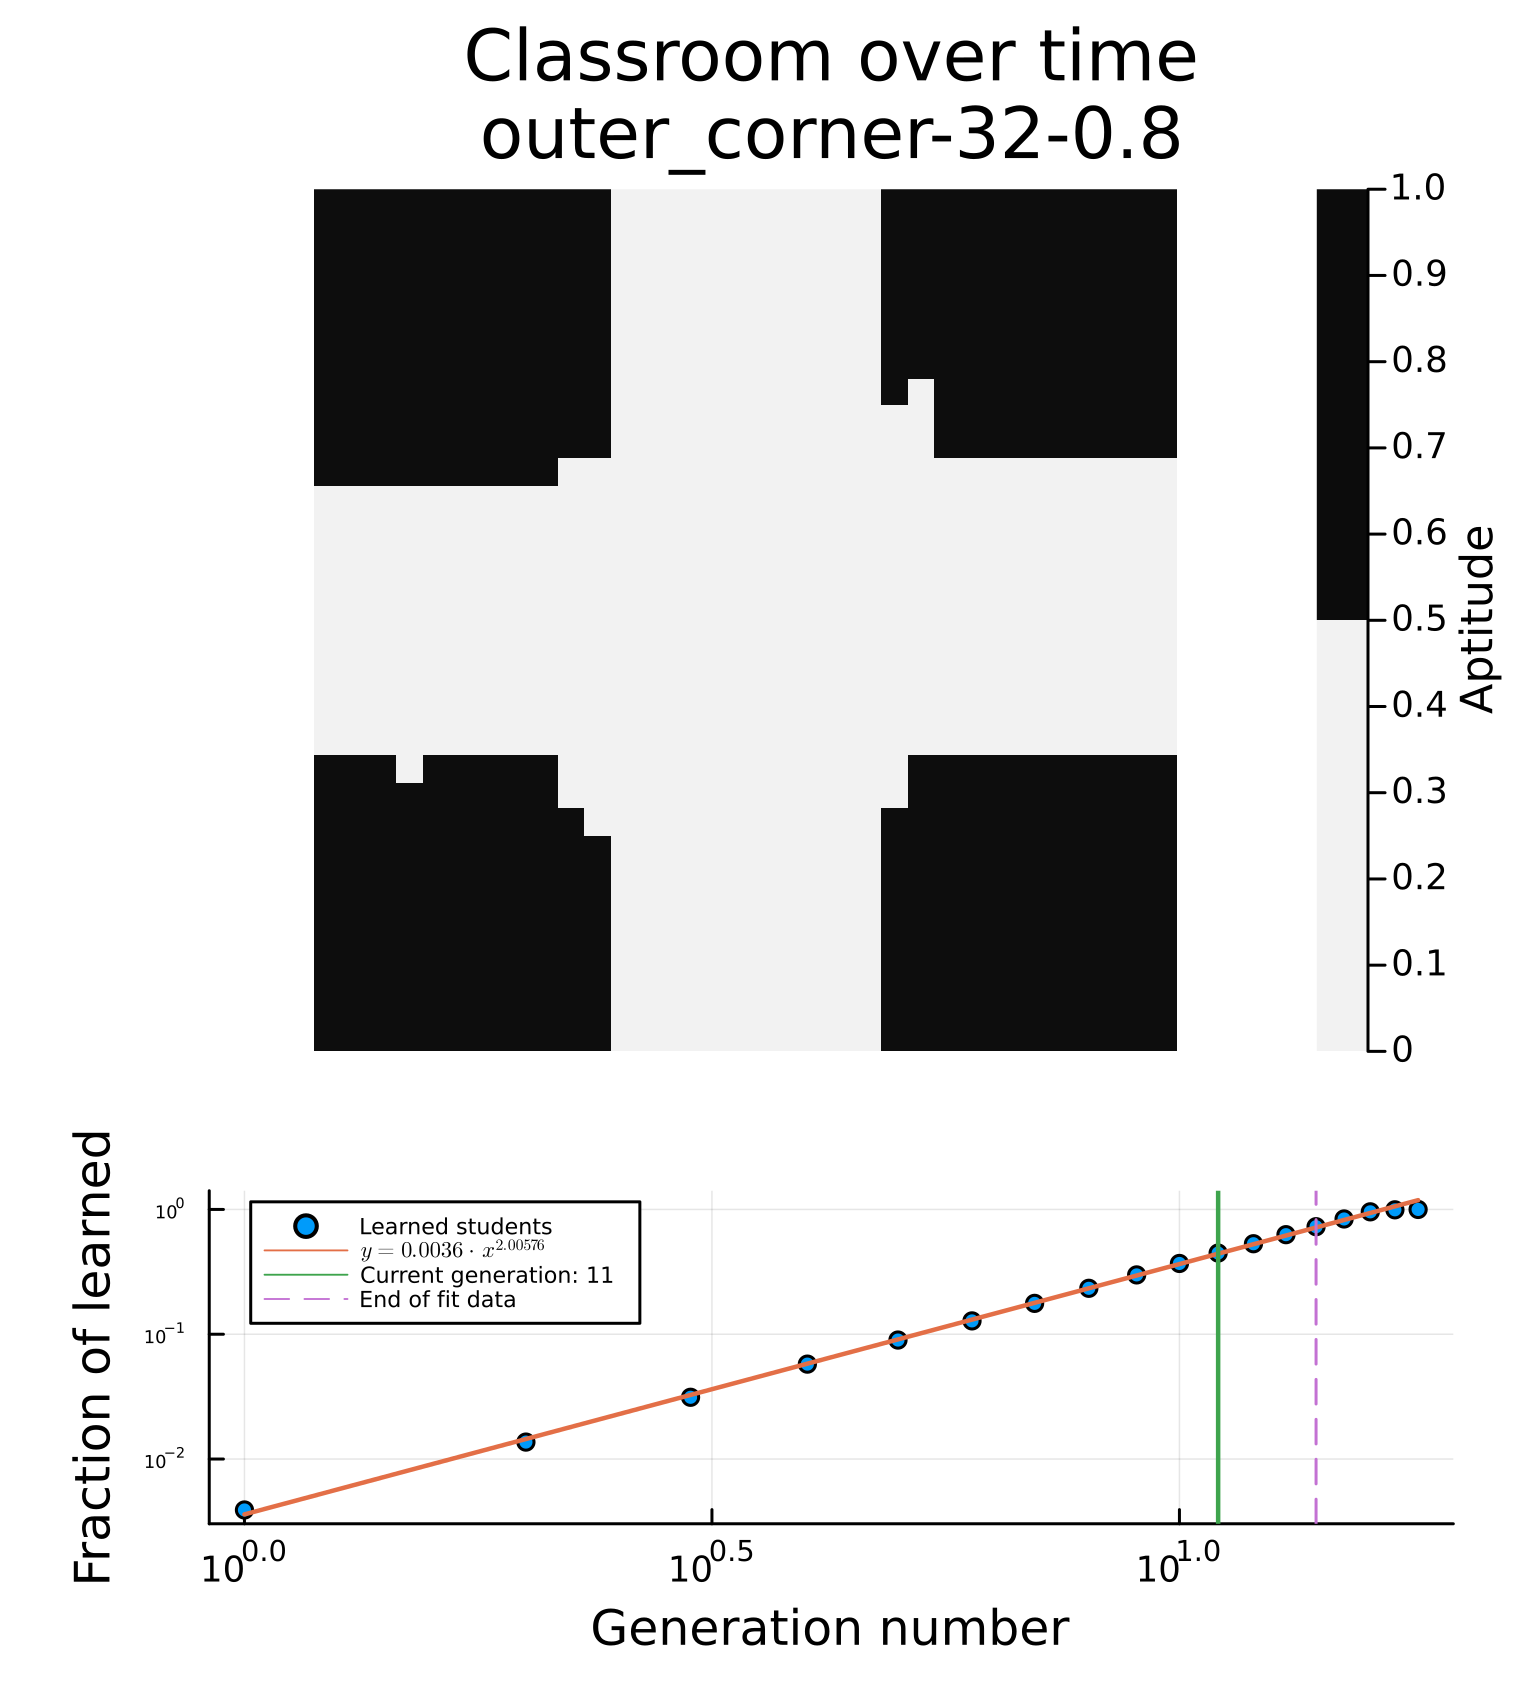 Classroom over time
outer_corner-32-0.8
1.0
0.9
0.8
0.7
0.6
0.5
0.4
0.3
0.2
0.1
0
Aptitude
Fraction of learned
10⁰
10⁻¹
10⁻²
Learned students
y = 0.0036 · x^2.00576
Current generation: 11
End of fit data
10^0.0
10^0.5
10^1.0
Generation number